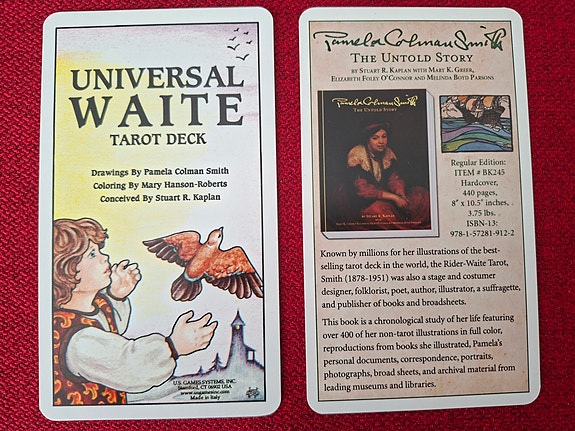 UNIVERSAL
WAITE
TAROT DECK
Drawings By Pamela Colman Smith
Coloring By Mary Hanson-Roberts
Conceived By Stuart R. Kaplan
U.S. GAMES SYSTEMS, INC.
Stamford, CT 06902 USA
www.usgamesinc.com
Made in Italy
Pamela Colman Smith
THE UNTOLD STORY
BY STUART R. KAPLAN WITH MARY K. GREER,
ELIZABETH FOLEY O'CONNOR AND MELINDA BOYD PARSONS
Pamela Colman Smith
THE UNTOLD STORY
BY STUART R. KAPLAN
Regular Edition:
ITEM # BK245
Hardcover,
440 pages,
8" x 10.5" inches,
3.75 lbs.
ISBN-13:
978-1-57281-912-2
Known by millions for her illustrations of the best-
selling tarot deck in the world, the Rider-Waite Tarot,
Smith (1878-1951) was also a stage and costume
designer, folklorist, poet, author, illustrator, a suffragette,
and publisher of books and broadsheets.
This book is a chronological study of her life featuring
over 400 of her non-tarot illustrations in full color,
reproductions from books she illustrated, Pamela's
personal documents, correspondence, portraits,
photographs, broad sheets, and archival material from
leading museums and libraries.